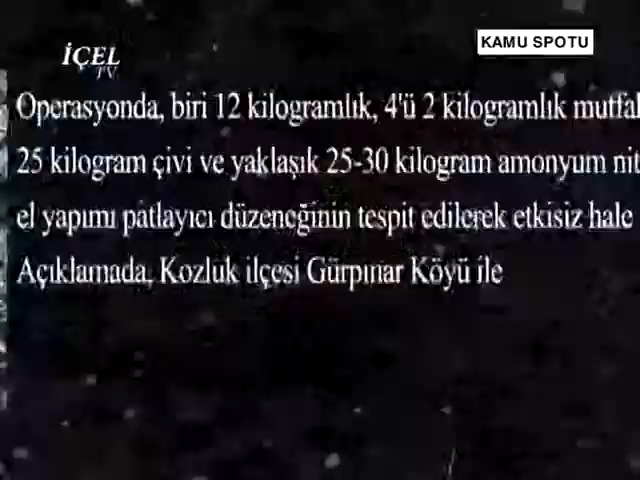 İÇEL
TV
KAMU SPOTU
Operasyonda, biri 12 kilogramlık, 4'ü 2 kilogramlık mutfa
25 kilogram çivi ve yaklaşık 25-30 kilogram amonyum nit
el yapımı patlayıcı düzeneğinin tespit edilerek etkisiz hale
Açıklamada, Kozluk ilçesi Gürpınar Köyü ile